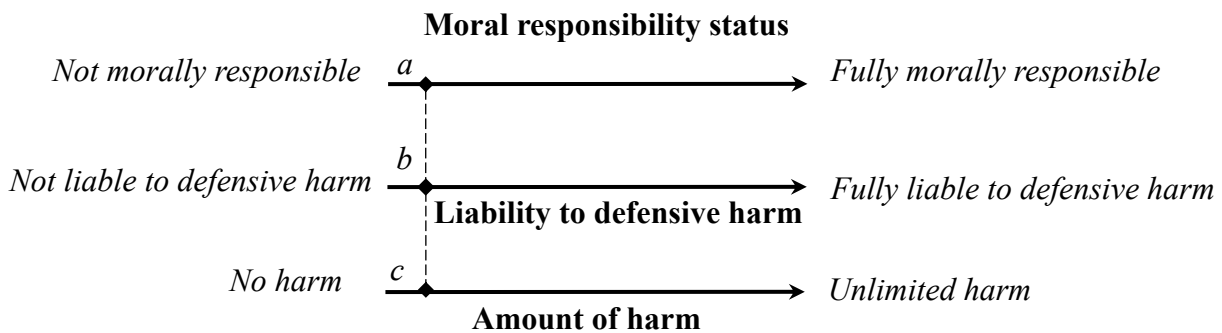 Moral responsibility status
Not morally responsible a Fully morally responsible
b
Not liable to defensive harm Fully liable to defensive harm
Liability to defensive harm
No harm c Unlimited harm
Amount of harm